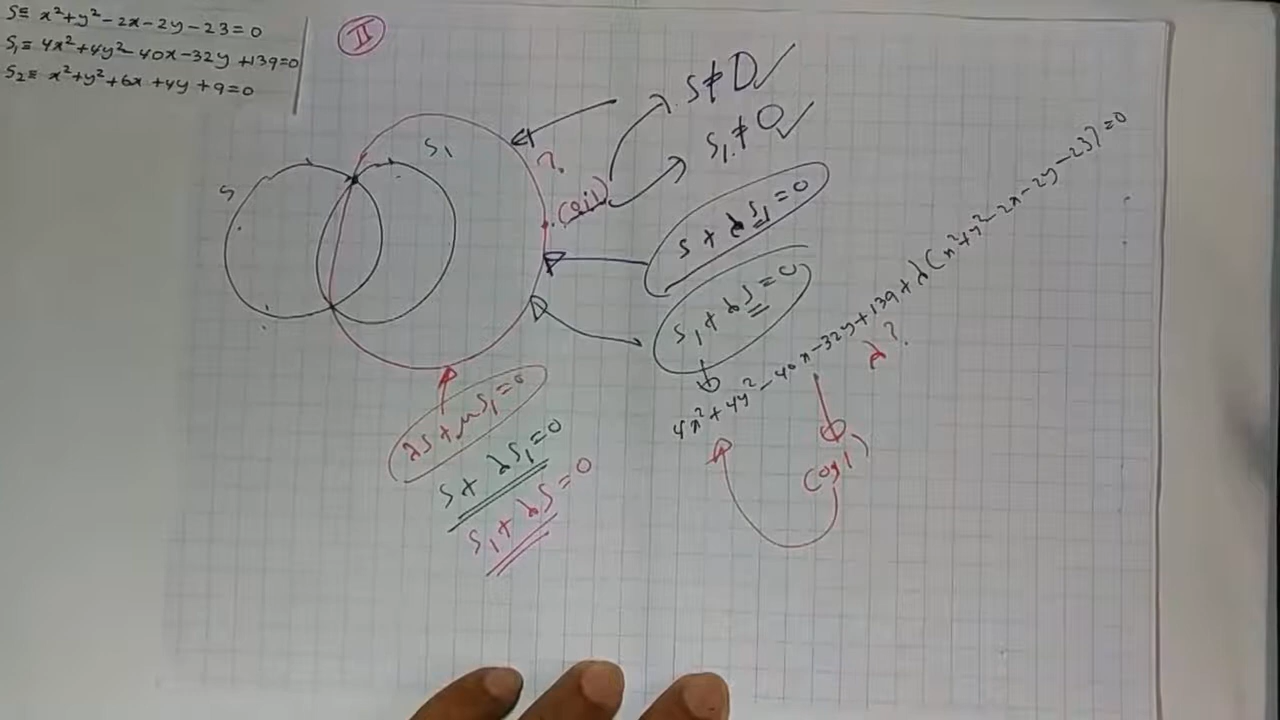 S ≡ x²+y²-2x-2y-23=0
S₁ ≡ 4x²+4y²-40x-32y+139=0
S₂ ≡ x²+y²+6x+4y+9=0
II
S
S₁
?
S≠0✓
S₁≠0✓
S+λS₁=0
S₁+λS=0
4x²+4y²-40x-32y+139+λ(x²+y²-2x-2y-23)=0
λ?
(0,1)
λS+μS₁=0
S+λS₁=0
S₁+λS=0